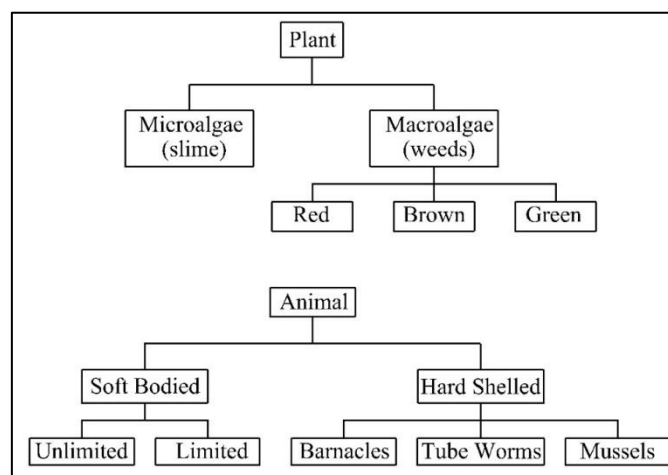 Plant
Microalgae
(slime)
Macroalgae
(weeds)
Red
Brown
Green
Animal
Soft Bodied
Hard Shelled
Unlimited
Limited
Barnacles
Tube Worms
Mussels